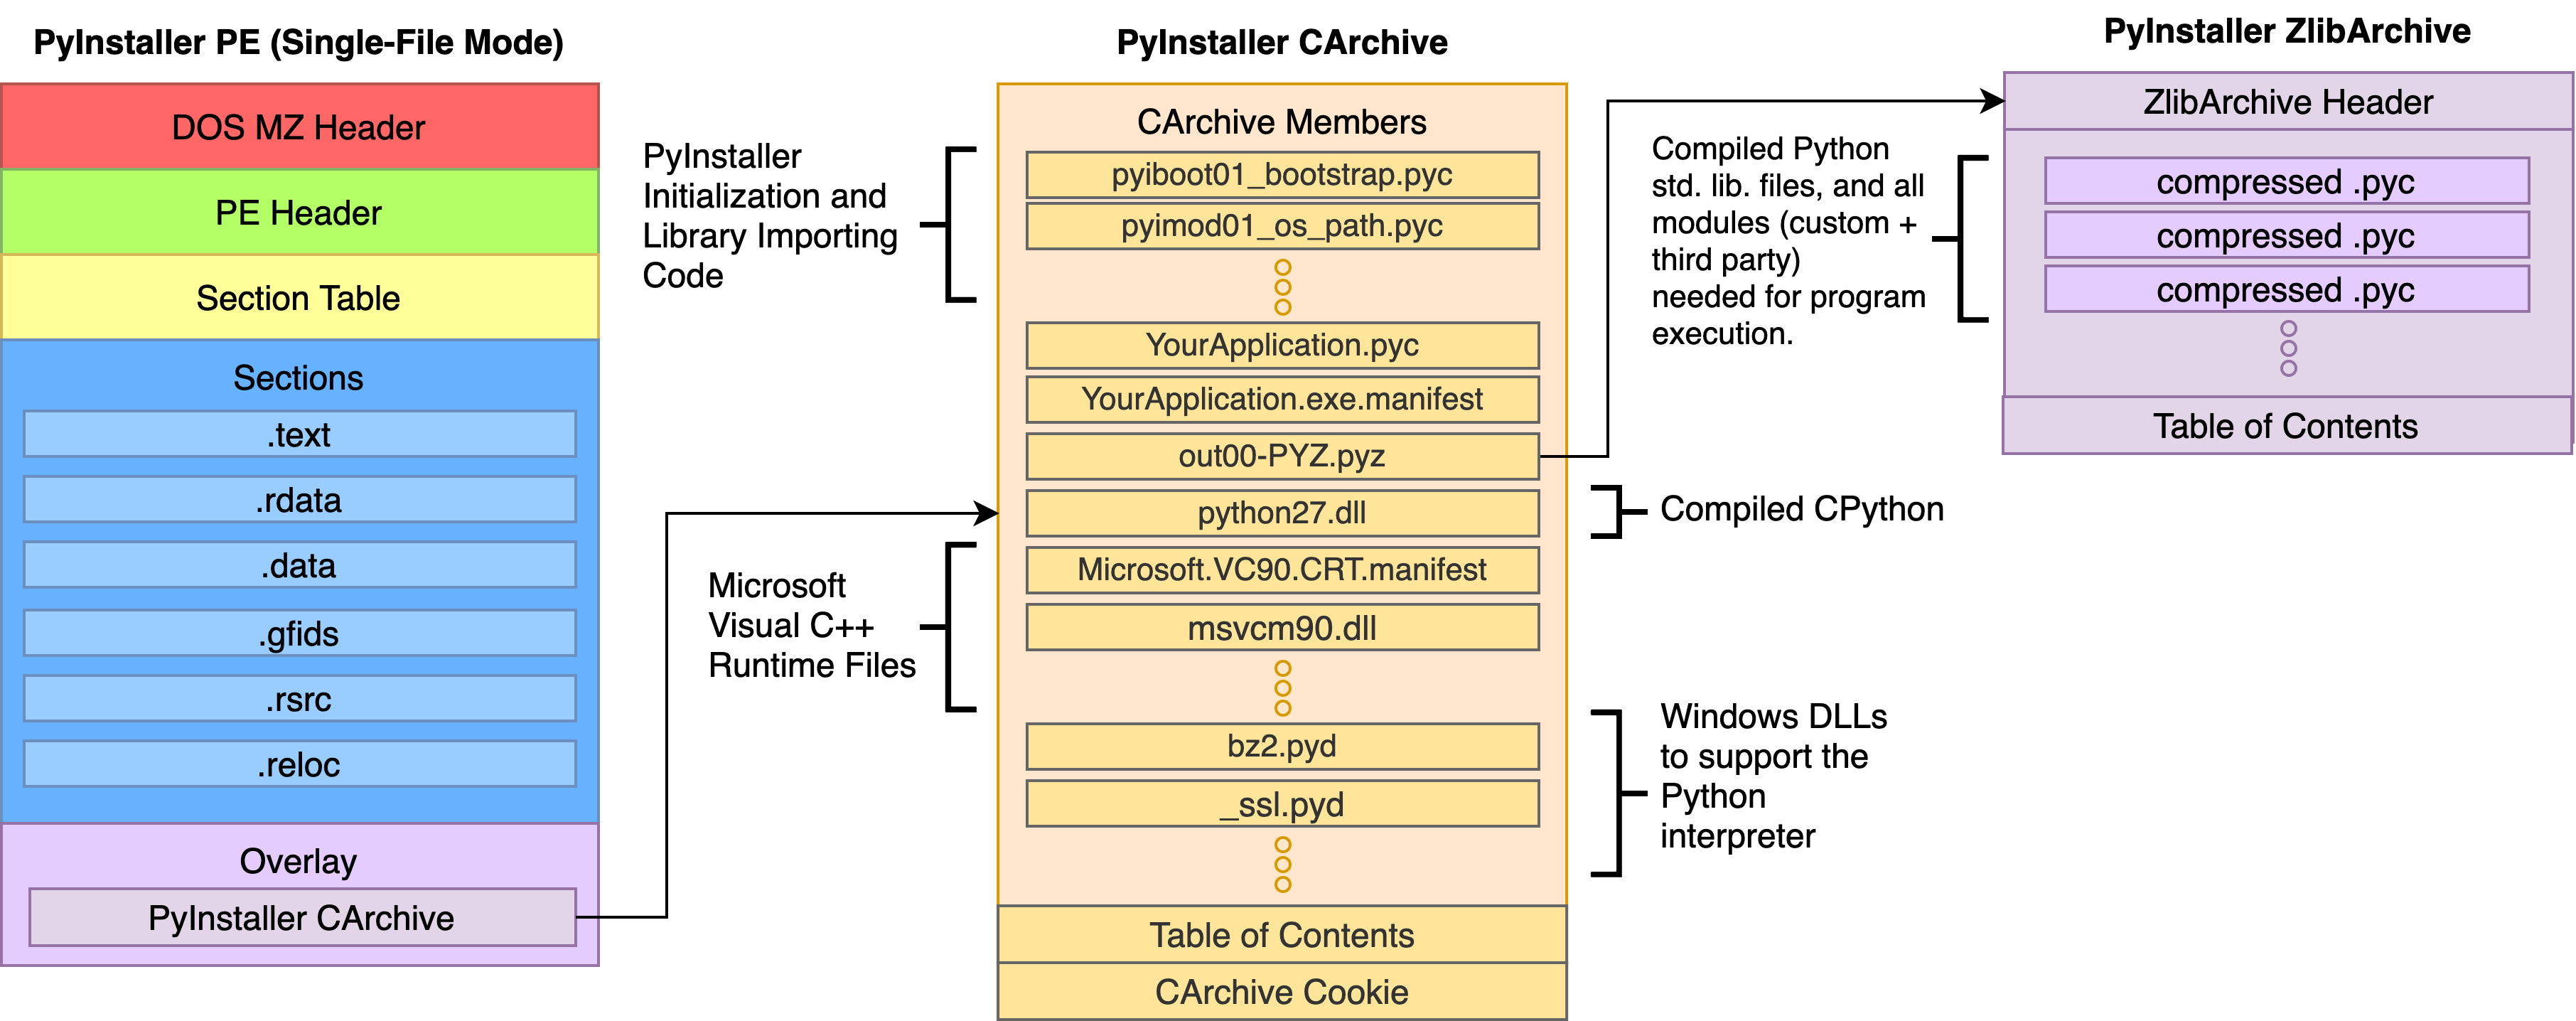 PyInstaller PE (Single-File Mode)
DOS MZ Header
PE Header
Section Table
Sections
.text
.rdata
.data
.gfids
.rsrc
.reloc
Overlay
PyInstaller CArchive
PyInstaller
Initialization and
Library Importing
Code
Microsoft
Visual C++
Runtime Files
PyInstaller CArchive
CArchive Members
pyiboot01_bootstrap.pyc
pyimod01_os_path.pyc
YourApplication.pyc
YourApplication.exe.manifest
out00-PYZ.pyz
python27.dll
Microsoft.VC90.CRT.manifest
msvcm90.dll
bz2.pyd
_ssl.pyd
Table of Contents
CArchive Cookie
Compiled Python
std. lib. files, and all
modules (custom +
third party)
needed for program
execution.
Compiled CPython
Windows DLLs
to support the
Python
interpreter
PyInstaller ZlibArchive
ZlibArchive Header
compressed .pyc
compressed .pyc
compressed .pyc
Table of Contents